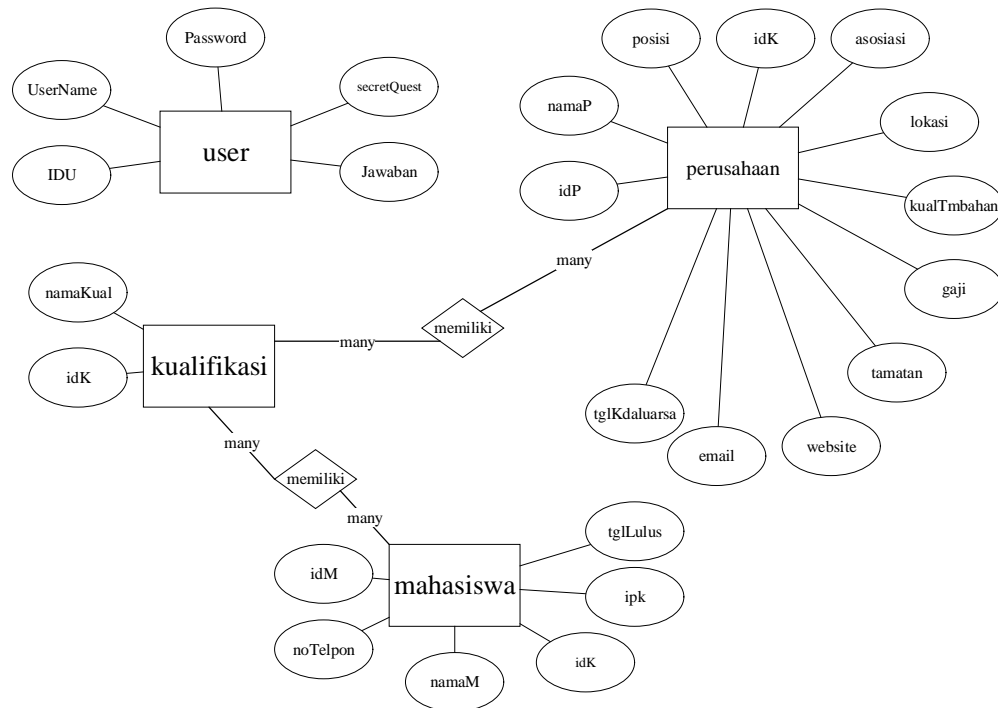 Password
UserName
secretQuest
user
IDU
Jawaban
posisi
idK
asosiasi
namaP
lokasi
perusahaan
idP
kualTmbahan
many
gaji
namaKual
memiliki
many
kualifikasi
idK
tamatan
tglKdaluarsa
website
email
many
memiliki
many
tglLulus
idM
mahasiswa
ipk
noTelpon
idK
namaM